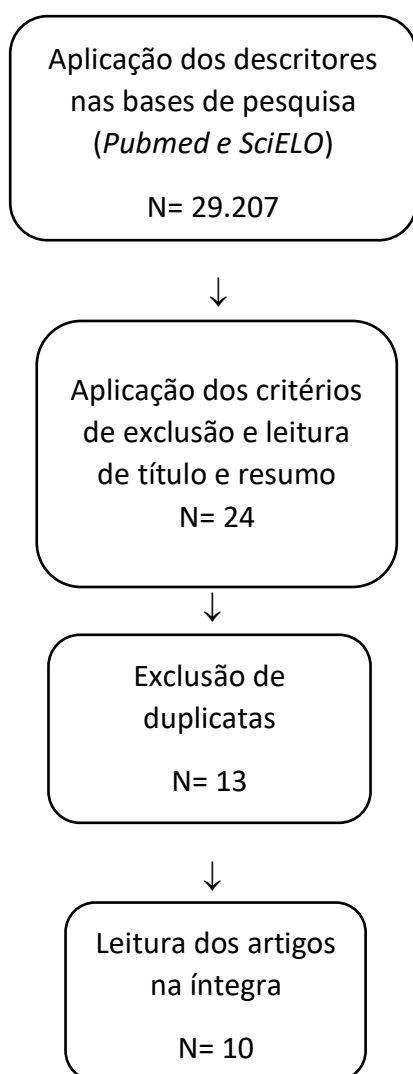 Aplicação dos descritores
nas bases de pesquisa
(Pubmed e SciELO)
N= 29.207
↓
Aplicação dos critérios
de exclusão e leitura
de título e resumo
N= 24
↓
Exclusão de
duplicatas
N= 13
↓
Leitura dos artigos
na íntegra
N= 10